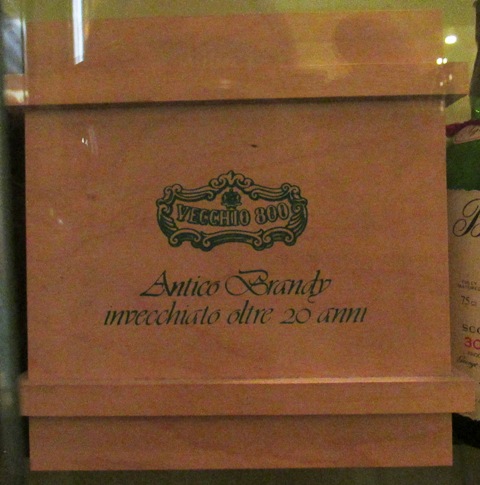 VECCHIO 800
Antico Brandy
invecchiato oltre 20 anni